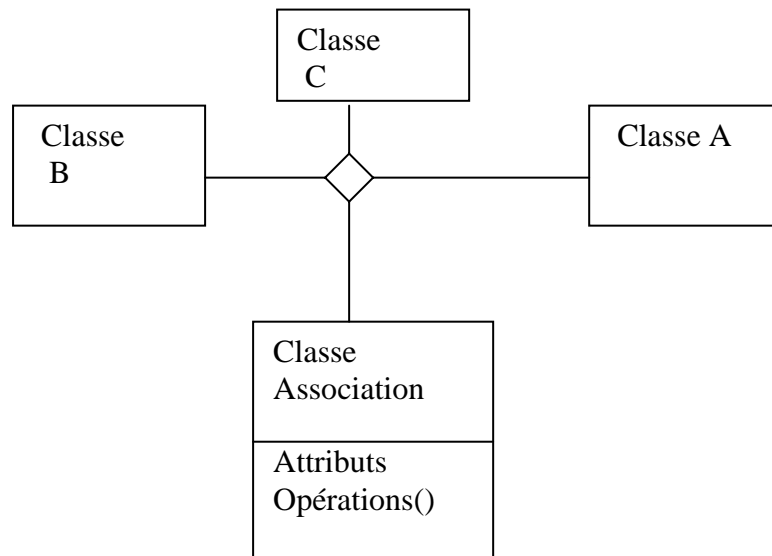 Classe
C
Classe
B
Classe A
Classe
Association
Attributs
Opérations()